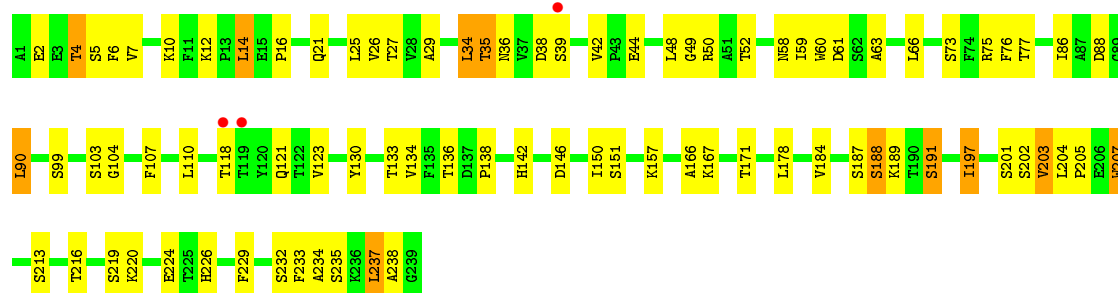 A1 E2 E3 T4 S5 F6 V7 K10 F11 K12 P13 L14 E15 P16 Q21 L25 V26 T27 V28 A29 L34 T35 N36 V37 D38 S39 V42 P43 E44 L48 G49 R50 A51 T52 N58 I59 W60 D61 S62 A63 L66 S73 F74 R75 F76 T77 I86 A87 D88 G89
L90 S99 S103 G104 F107 L110 T118 T119 Y120 Q121 T122 V123 Y130 T133 V134 F135 T136 D137 P138 H142 D146 I150 S151 K157 A166 K167 T171 L178 V184 S187 S188 K189 T190 S191 I197 S201 S202 V203 L204 P205 E206 W207
S213 T216 S219 K220 E224 T225 H226 F229 S232 F233 A234 S235 K236 L237 A238 G239